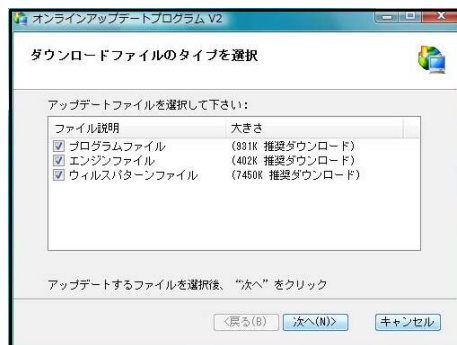 オンラインアップデートプログラム V2
ダウンロードファイルのタイプを選択
アップデートファイルを選択して下さい:
ファイル説明 大きさ
プログラムファイル (931K 推奨ダウンロード)
エンジンファイル (402K 推奨ダウンロード)
ウィルスパターンファイル (7450K 推奨ダウンロード)
アップデートするファイルを選択後、“次へ”をクリック
<戻る(B) 次へ(N)> キャンセル